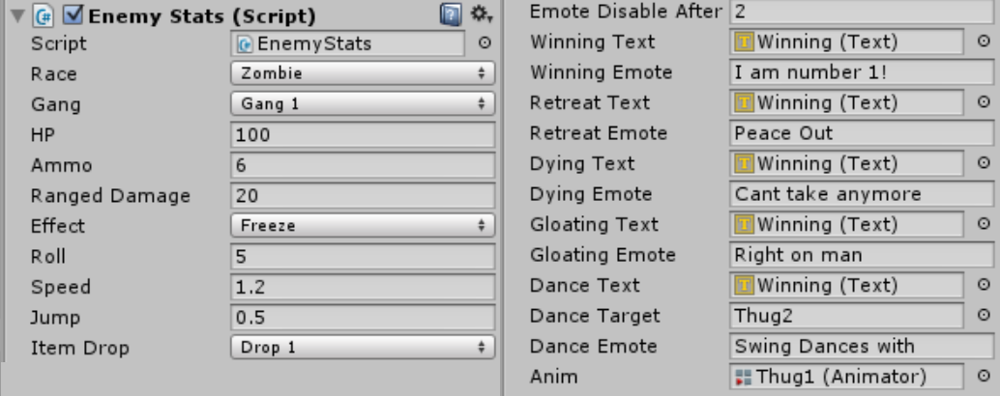 Enemy Stats (Script)
Script EnemyStats
Race Zombie
Gang Gang 1
HP 100
Ammo 6
Ranged Damage 20
Effect Freeze
Roll 5
Speed 1.2
Jump 0.5
Item Drop Drop 1
Emote Disable After 2
Winning Text Winning (Text)
Winning Emote I am number 1!
Retreat Text Winning (Text)
Retreat Emote Peace Out
Dying Text Winning (Text)
Dying Emote Cant take anymore
Gloating Text Winning (Text)
Gloating Emote Right on man
Dance Text Winning (Text)
Dance Target Thug2
Dance Emote Swing Dances with
Anim Thug1 (Animator)